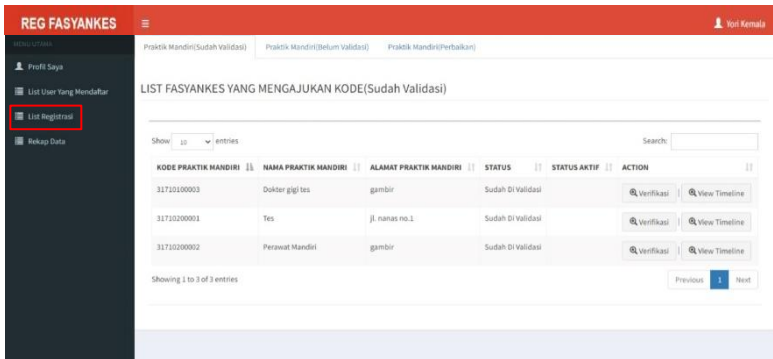 REG FASYANKES
Yori Kemala
MENU UTAMA
Praktik Mandiri(Sudah Validasi) Praktik Mandiri(Belum Validasi) Praktik Mandiri(Perbaikan)
Profil Saya
List User Yang Mendaftar
List Registrasi
Rekap Data
LIST FASYANKES YANG MENGAJUKAN KODE(Sudah Validasi)
Show 10 entries Search:
KODE PRAKTIK MANDIRI NAMA PRAKTIK MANDIRI ALAMAT PRAKTIK MANDIRI STATUS STATUS AKTIF ACTION
31710100003 Dokter gigi tes gambir Sudah Di Validasi Verifikasi | View Timeline
31710200001 Tes jl. nanas no.1 Sudah Di Validasi Verifikasi | View Timeline
31710200002 Perawat Mandiri gambir Sudah Di Validasi Verifikasi | View Timeline
Showing 1 to 3 of 3 entries Previous 1 Next